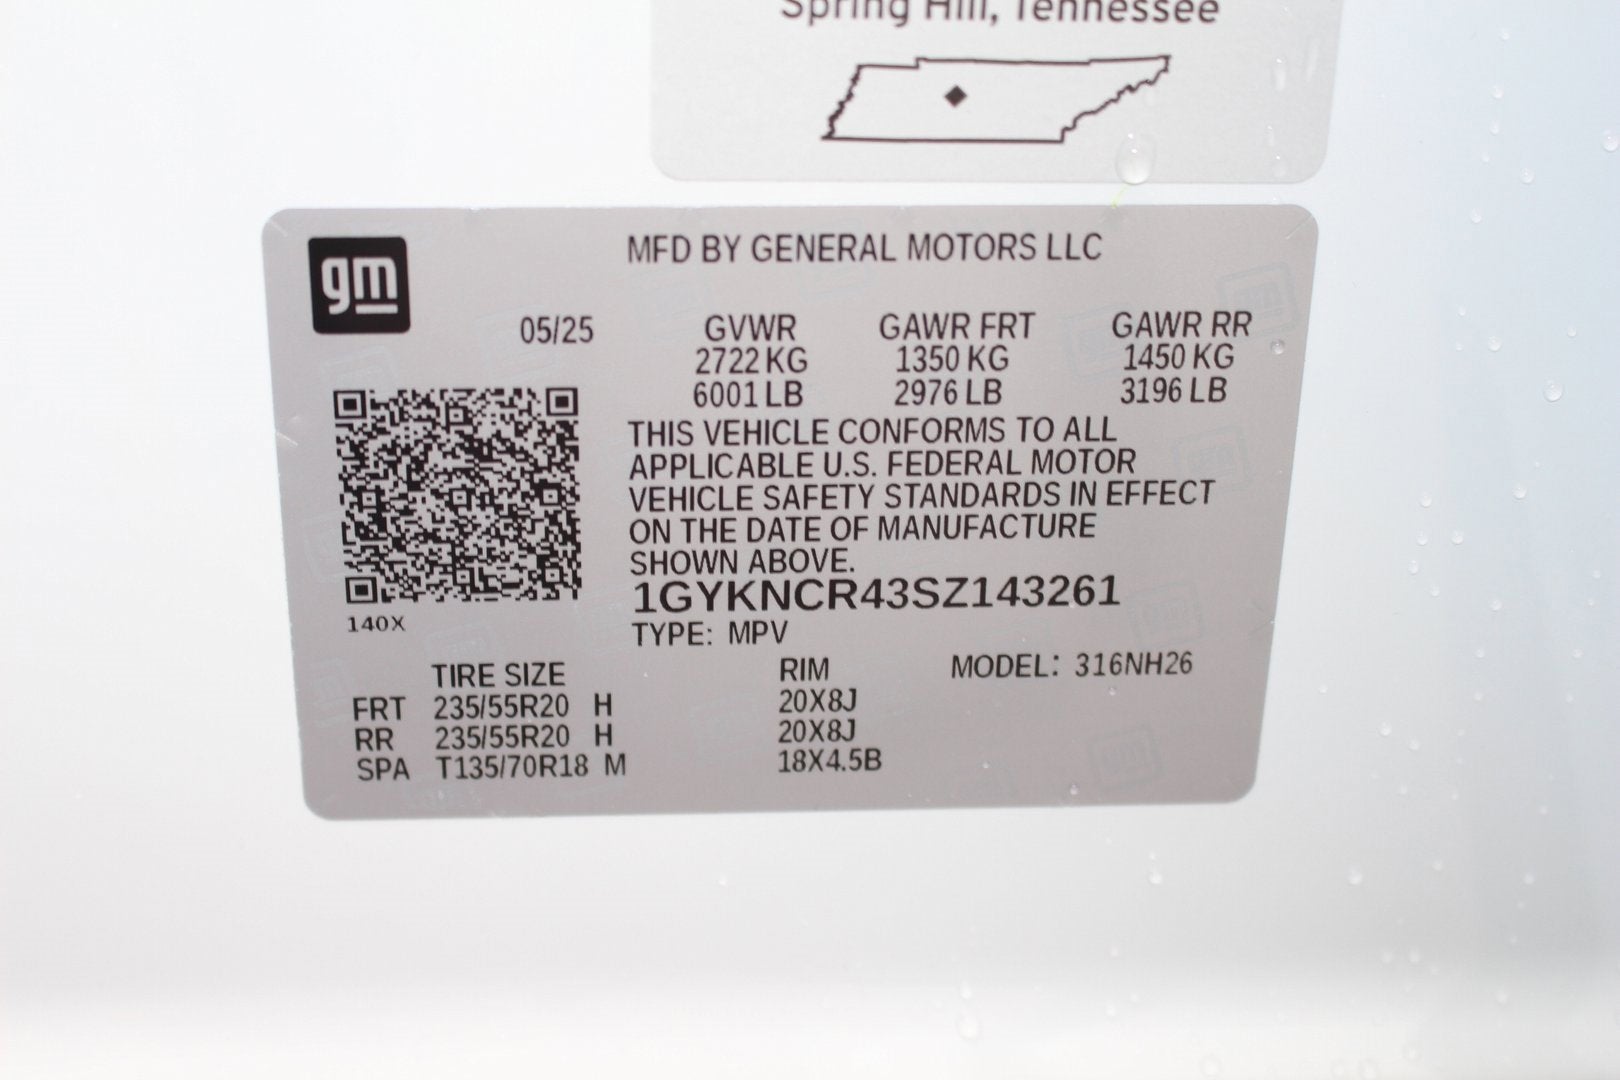 Spring Hill, Tennessee
gm
MFD BY GENERAL MOTORS LLC
05/25 GVWR GAWR FRT GAWR RR
2722 KG 1350 KG 1450 KG
6001 LB 2976 LB 3196 LB
THIS VEHICLE CONFORMS TO ALL
APPLICABLE U.S. FEDERAL MOTOR
VEHICLE SAFETY STANDARDS IN EFFECT
ON THE DATE OF MANUFACTURE
SHOWN ABOVE.
1GYKNCR43SZ143261
140X
TYPE: MPV
TIRE SIZE RIM MODEL: 316NH26
FRT 235/55R20 H 20X8J
RR 235/55R20 H 20X8J
SPA T135/70R18 M 18X4.5B